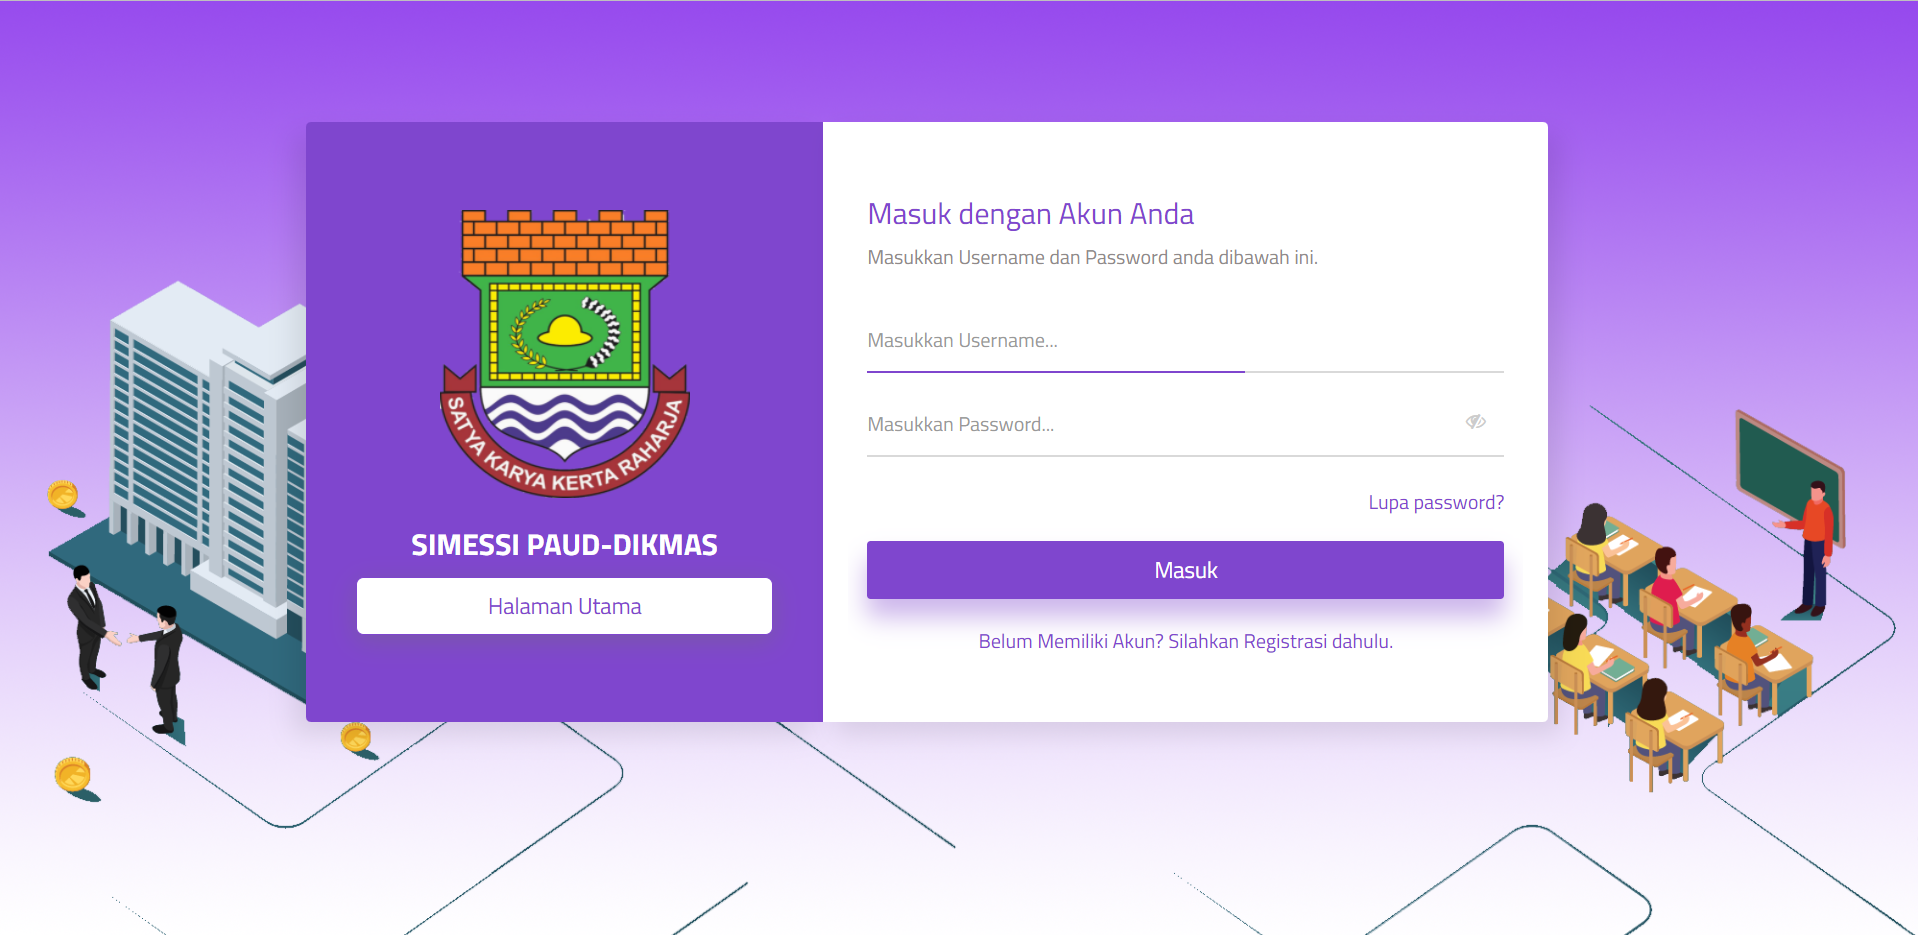 SATYA KARYA KERTA RAHARJA
SIMESSI PAUD-DIKMAS
Halaman Utama
Masuk dengan Akun Anda
Masukkan Username dan Password anda dibawah ini.
Masukkan Username...
Masukkan Password...
Lupa password?
Masuk
Belum Memiliki Akun? Silahkan Registrasi dahulu.